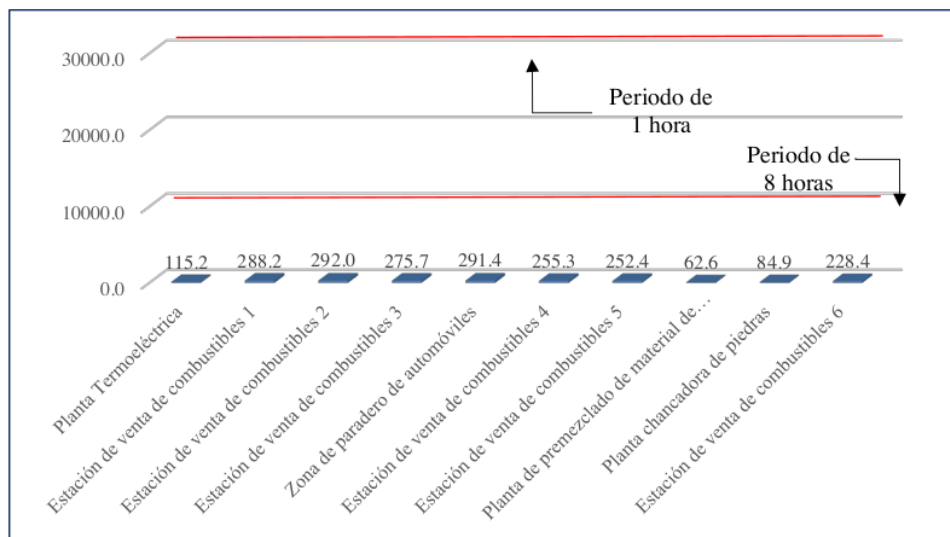 30000.0
20000.0
10000.0
0.0
Periodo de
1 hora
Periodo de
8 horas
115.2
288.2
292.0
275.7
291.4
255.3
252.4
62.6
84.9
228.4
Planta Termoeléctrica
Estación de venta de combustibles 1
Estación de venta de combustibles 2
Estación de venta de combustibles 3
Zona de paradero de automóviles
Estación de venta de combustibles 4
Estación de venta de combustibles 5
Planta de premezclado de material de…
Planta chancadora de piedras
Estación de venta de combustibles 6